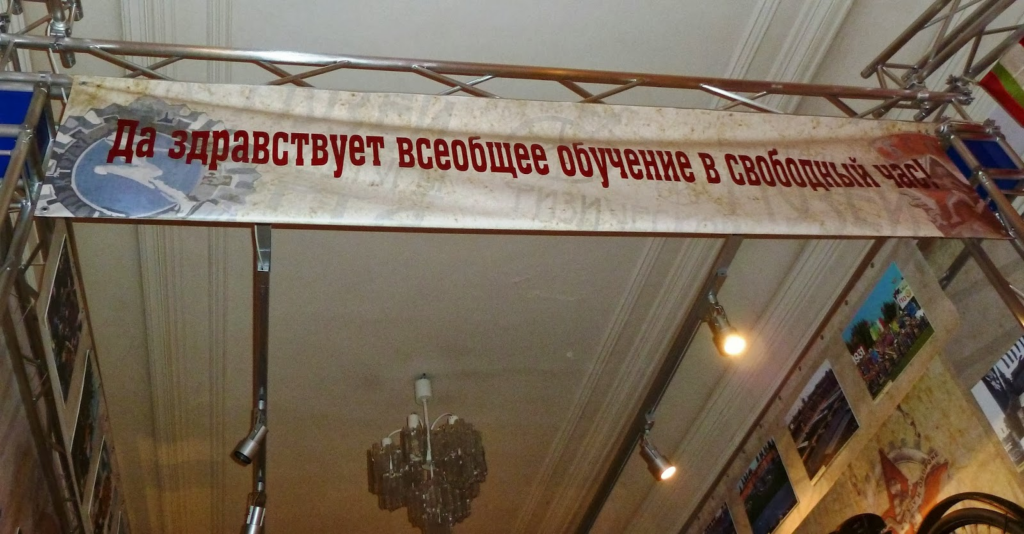 Да здравствует всеобщее обучение в свободный час!